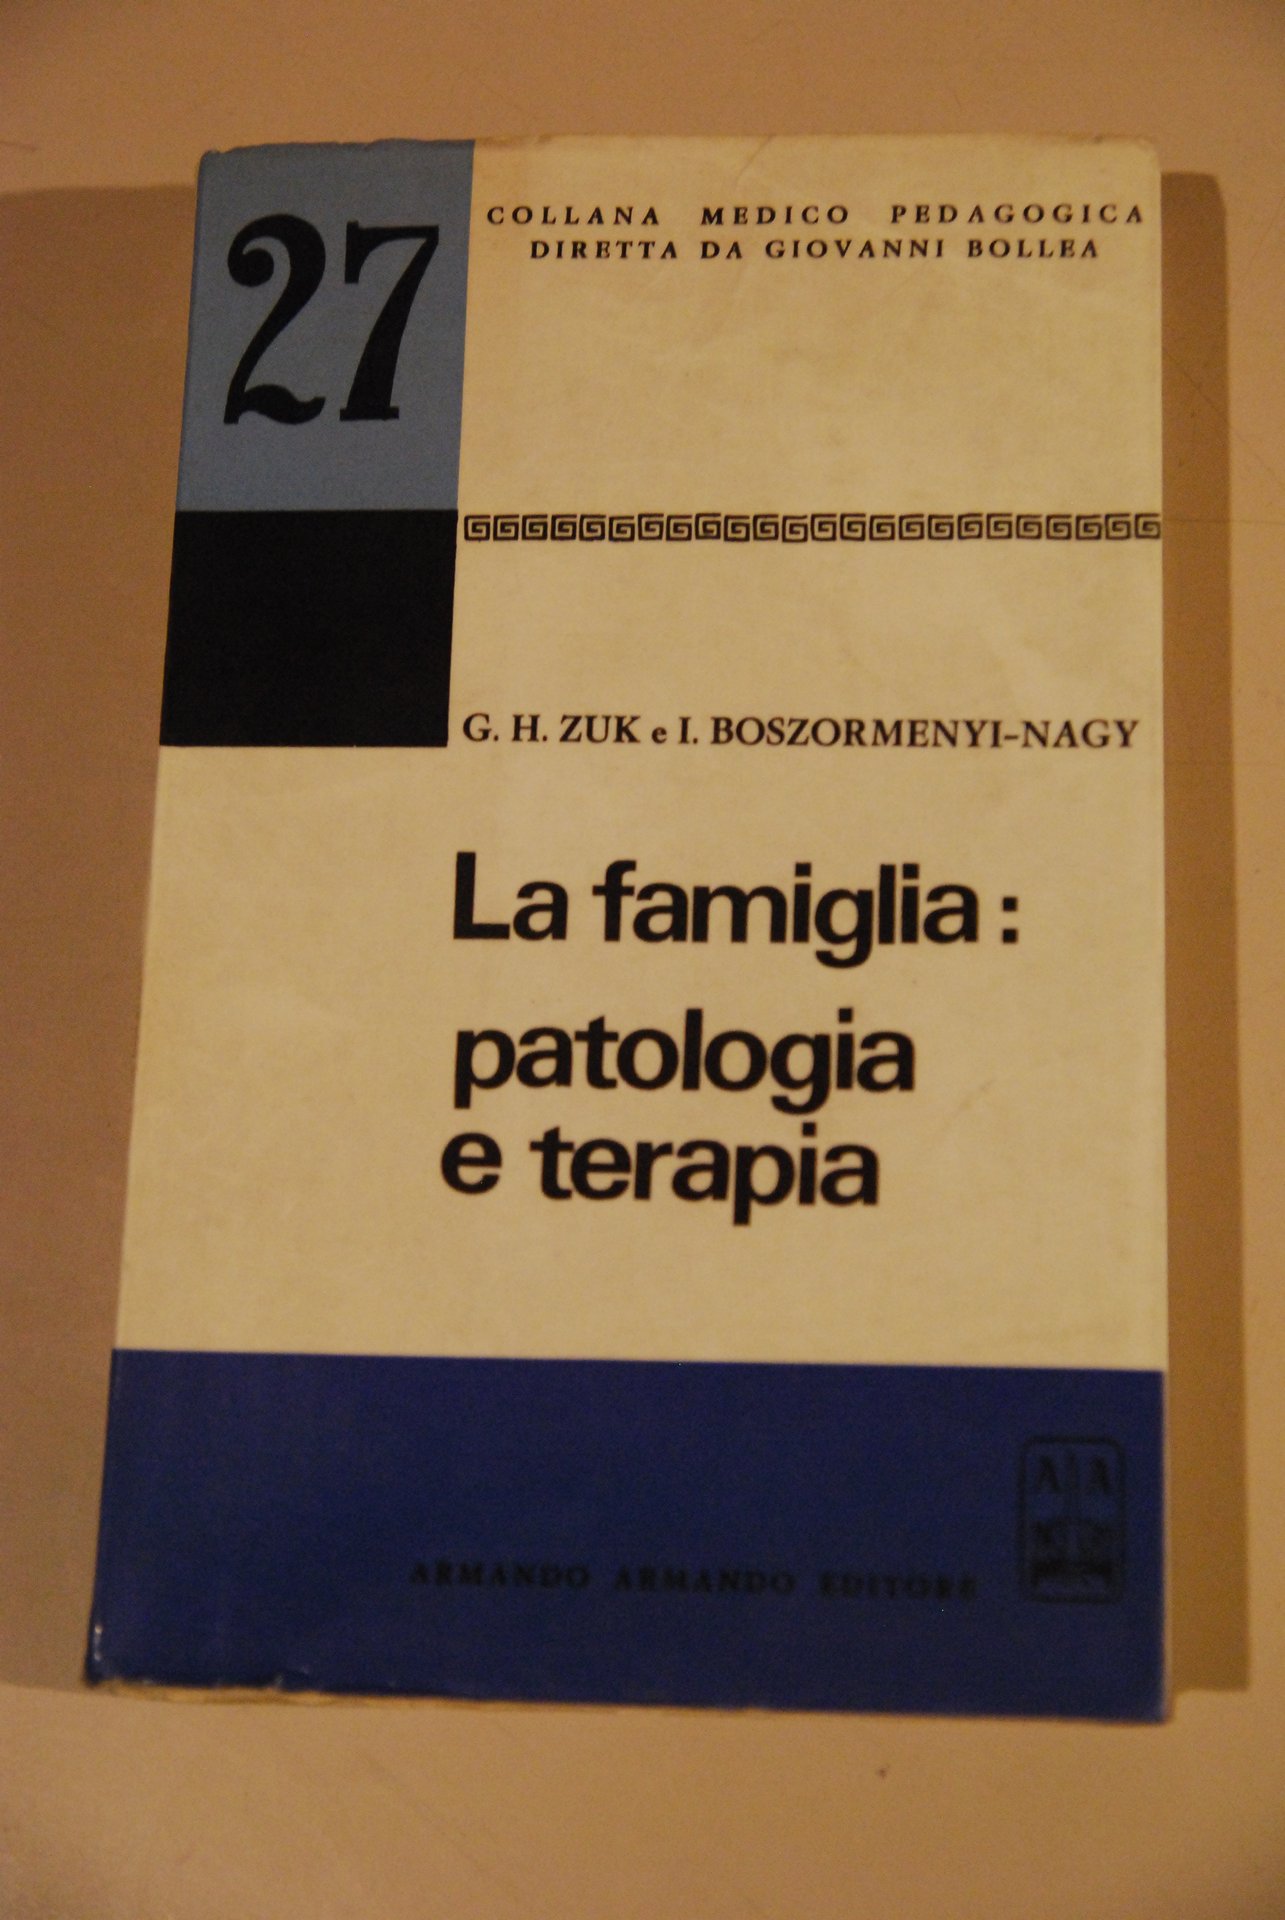 27
COLLANA MEDICO PEDAGOGICA
DIRETTA DA GIOVANNI BOLLEA
G. H. ZUK e I. BOSZORMENYI-NAGY
La famiglia:
patologia
e terapia
A A
ARMANDO ARMANDO EDITORE